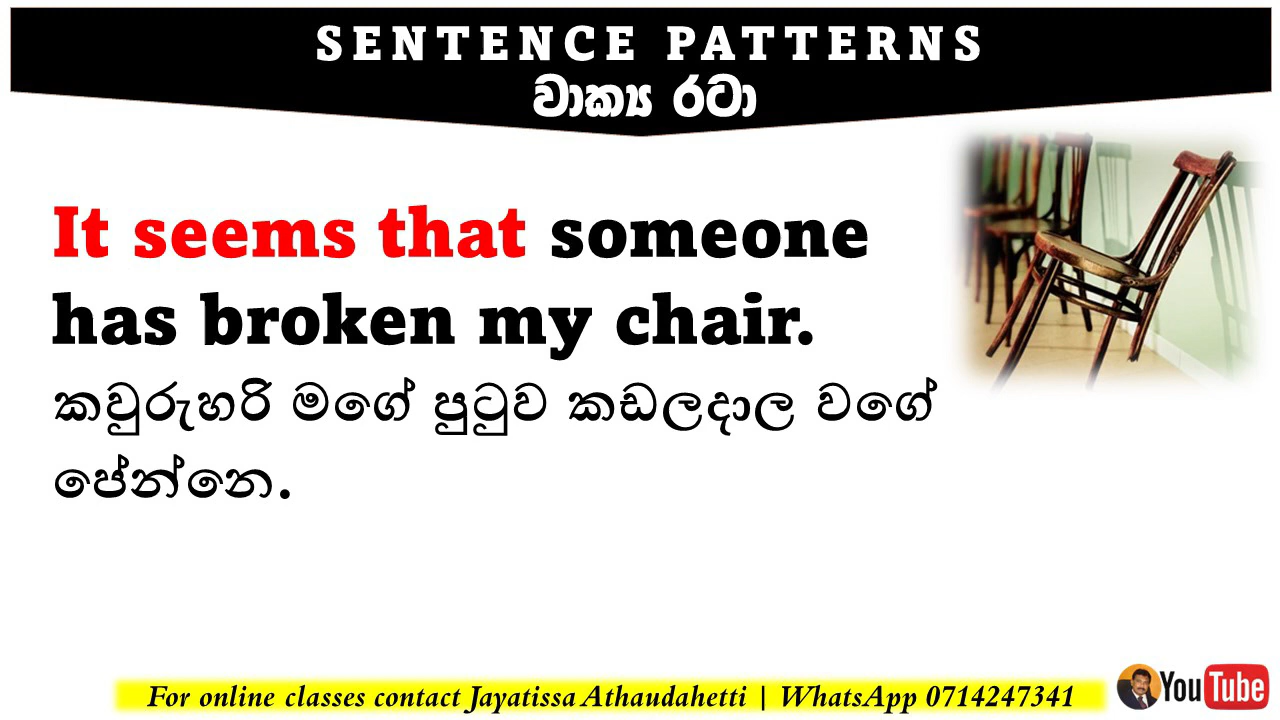 SENTENCE PATTERNS
වාක්‍ය රටා
It seems that someone
has broken my chair.
කවුරුහරි මගේ පුටුව කඩලදාල වගේ
පේන්නෙ.
For online classes contact Jayatissa Athaudahetti | WhatsApp 0714247341
YouTube